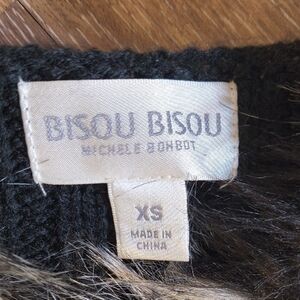 BISOU BISOU
MICHELE BOHBOT
XS
MADE IN
CHINA